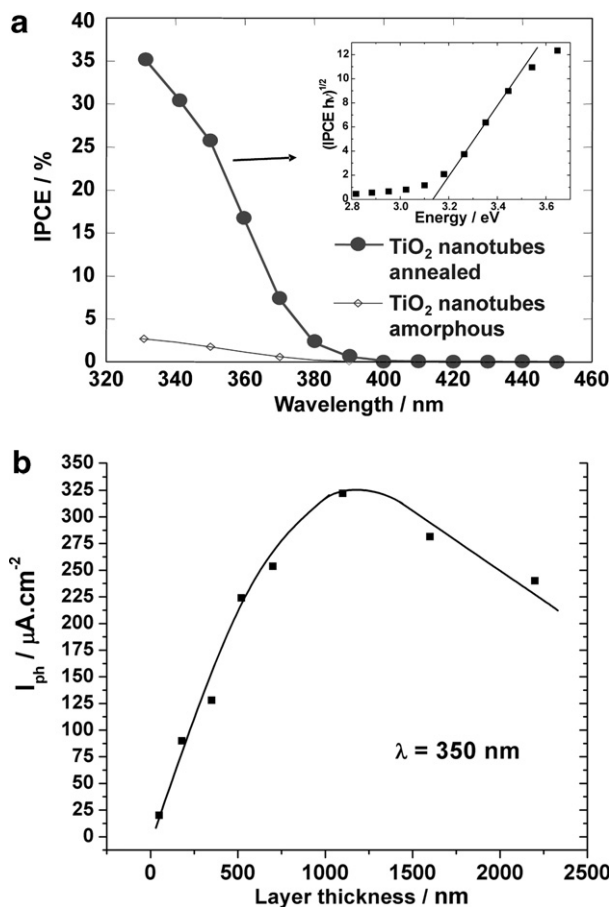 a
40
35
30
25
20
15
10
5
0
IPCE / %
320 340 360 380 400 420 440 460
Wavelength / nm
12
10
8
6
4
2
0
(IPCE hν)1/2
2.8 3.0 3.2 3.4 3.6
Energy / eV
TiO2 nanotubes
annealed
TiO2 nanotubes
amorphous
b
350
325
300
275
250
225
200
175
150
125
100
75
50
25
0
Iph / μA.cm-2
λ = 350 nm
0 500 1000 1500 2000 2500
Layer thickness / nm